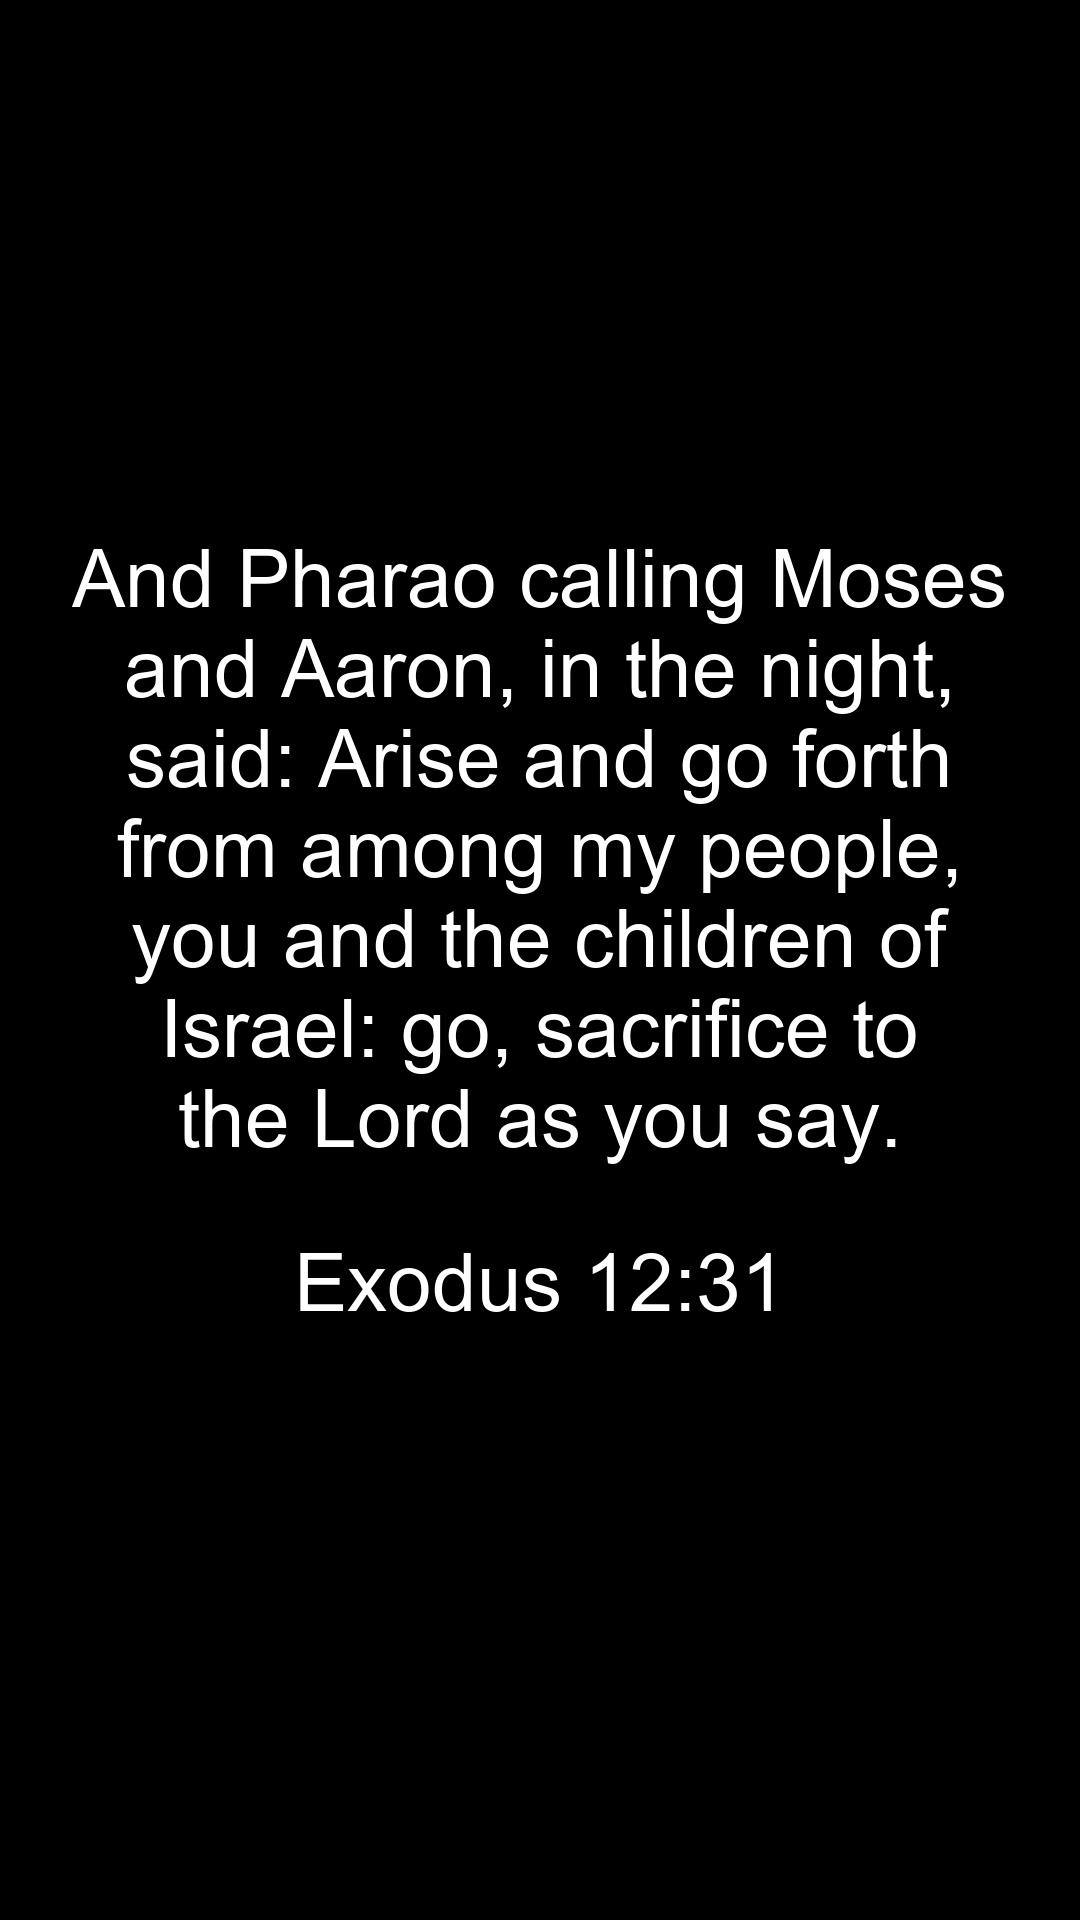 And Pharao calling Moses
and Aaron, in the night,
said: Arise and go forth
from among my people,
you and the children of
Israel: go, sacrifice to
the Lord as you say.
Exodus 12:31